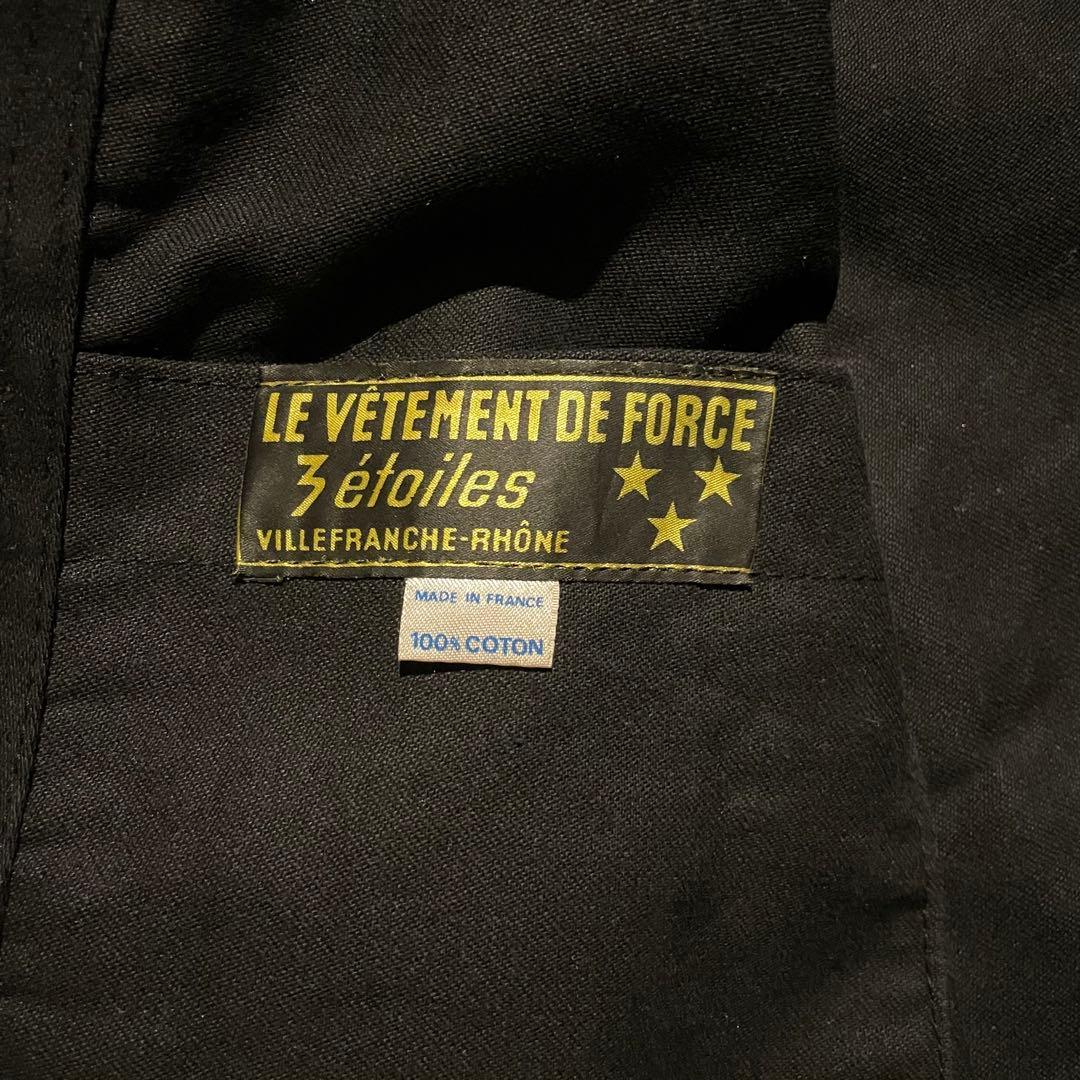 LE VÊTEMENT DE FORCE
3 étoiles
VILLEFRANCHE-RHÔNE
MADE IN FRANCE
100% COTON